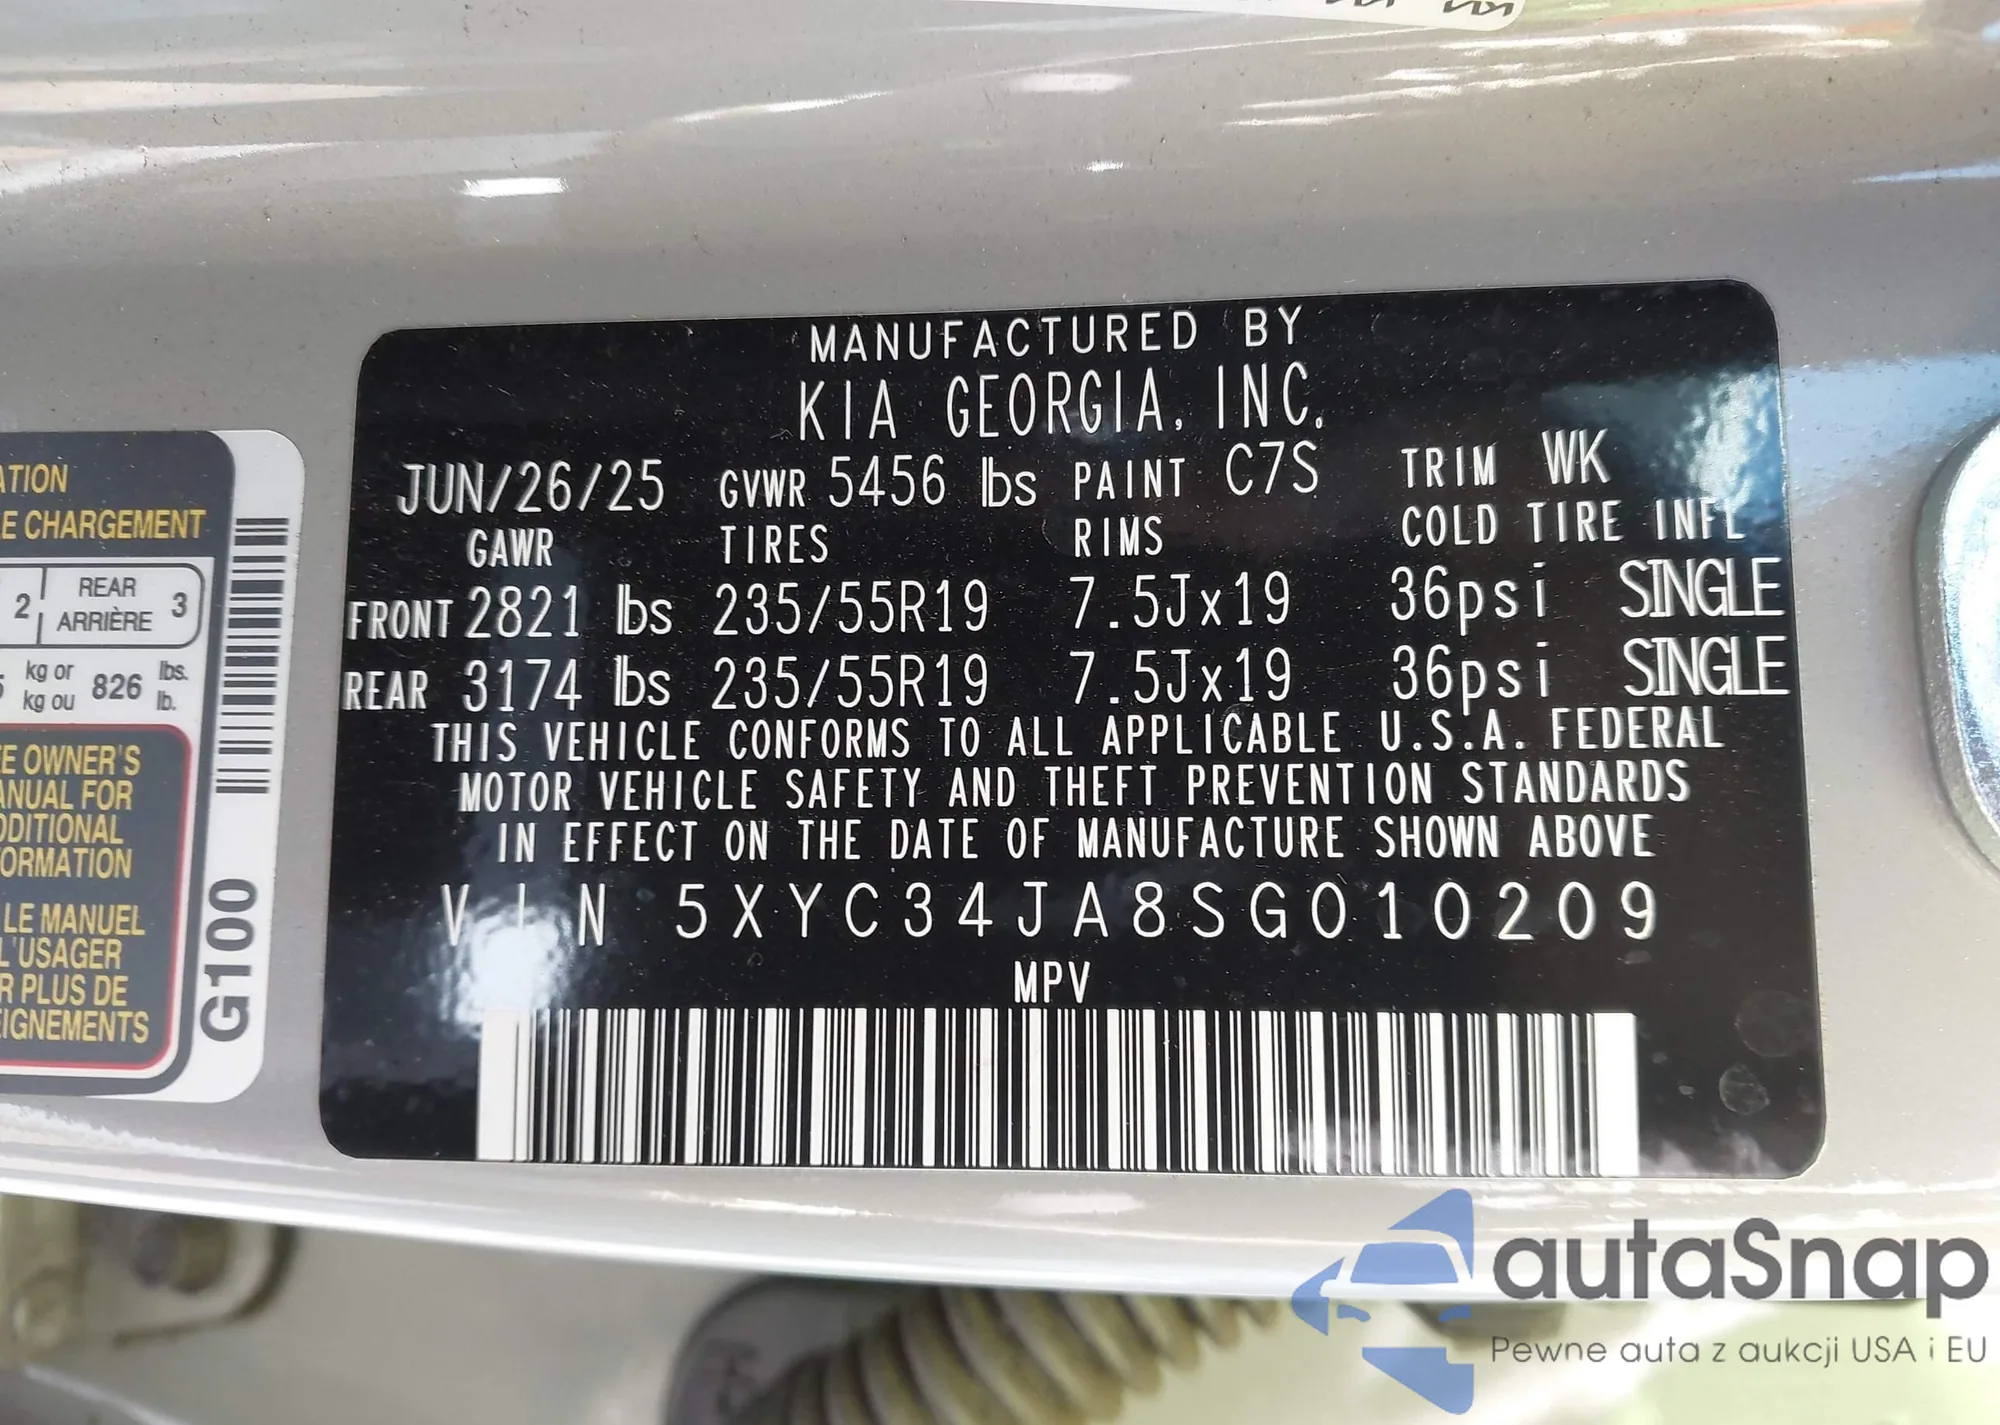 MANUFACTURED BY
KIA GEORGIA, INC.
JUN/26/25 GVWR 5456 lbs PAINT C7S TRIM WK
GAWR TIRES RIMS COLD TIRE INFL
FRONT 2821 lbs 235/55R19 7.5Jx19 36psi SINGLE
REAR 3174 lbs 235/55R19 7.5Jx19 36psi SINGLE
THIS VEHICLE CONFORMS TO ALL APPLICABLE U.S.A. FEDERAL
MOTOR VEHICLE SAFETY AND THEFT PREVENTION STANDARDS
IN EFFECT ON THE DATE OF MANUFACTURE SHOWN ABOVE
VIN 5XYC34JA8SG010209
MPV
ATION
E CHARGEMENT
2 REAR
ARRIÈRE 3
kg or 826 lbs.
kg ou lb.
EE OWNER'S
ANUAL FOR
DDITIONAL
ORMATION
LE MANUEL
L'USAGER
R PLUS DE
EIGNEMENTS
G100
autaSnap
Pewne auta z aukcji USA i EU